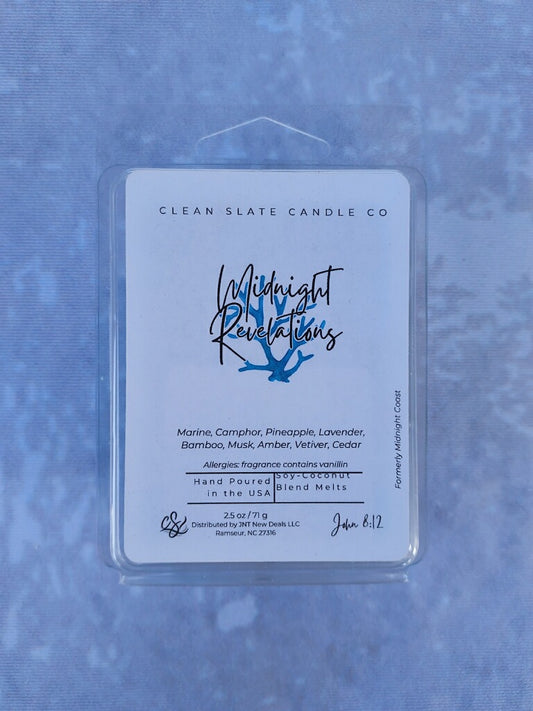 CLEAN SLATE CANDLE CO
Midnight
Revelations
Marine, Camphor, Pineapple, Lavender,
Bamboo, Musk, Amber, Vetiver, Cedar
Allergies: fragrance contains vanillin
Hand Poured
in the USA
Soy-Coconut
Blend Melts
2.5 oz / 71 g
Distributed by JNT New Deals LLC
Ramseur, NC 27316
CS
John 8:12
Formerly Midnight Coast